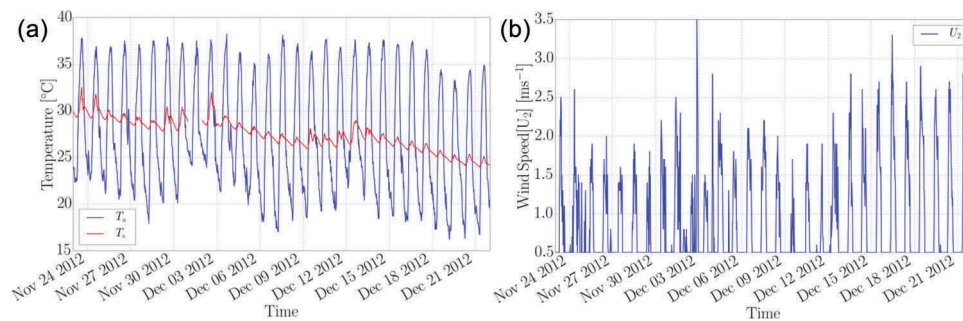 (a)
40
35
30
25
20
15
Temperature [°C]
T_a
T_s
Nov 24 2012
Nov 27 2012
Nov 30 2012
Dec 03 2012
Dec 06 2012
Dec 09 2012
Dec 12 2012
Dec 15 2012
Dec 18 2012
Dec 21 2012
Time
(b)
3.5
3.0
2.5
2.0
1.5
1.0
0.5
Wind Speed[U₂] [ms⁻¹]
U₂
Nov 24 2012
Nov 27 2012
Nov 30 2012
Dec 03 2012
Dec 06 2012
Dec 09 2012
Dec 12 2012
Dec 15 2012
Dec 18 2012
Dec 21 2012
Time